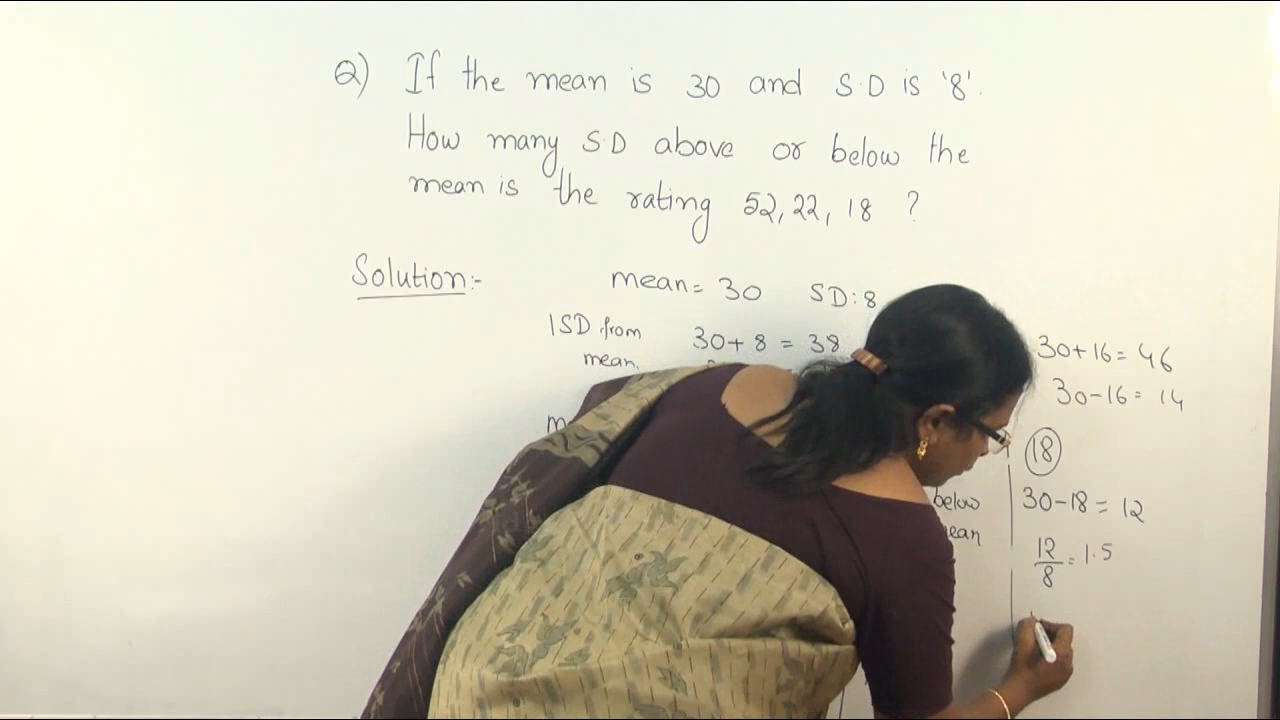 Q) If the mean is 30 and S.D is '8'.
How many S.D above or below the
mean is the rating 52, 22, 18 ?
Solution:-
mean = 30 SD: 8
1SD from
mean.
30 + 8 = 38
30+16 = 46
30-16 = 14
18
below
30-18 = 12
12/8 = 1.5